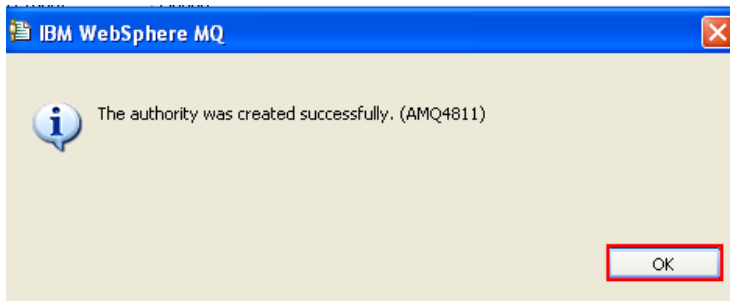 IBM WebSphere MQ
The authority was created successfully. (AMQ4811)
OK